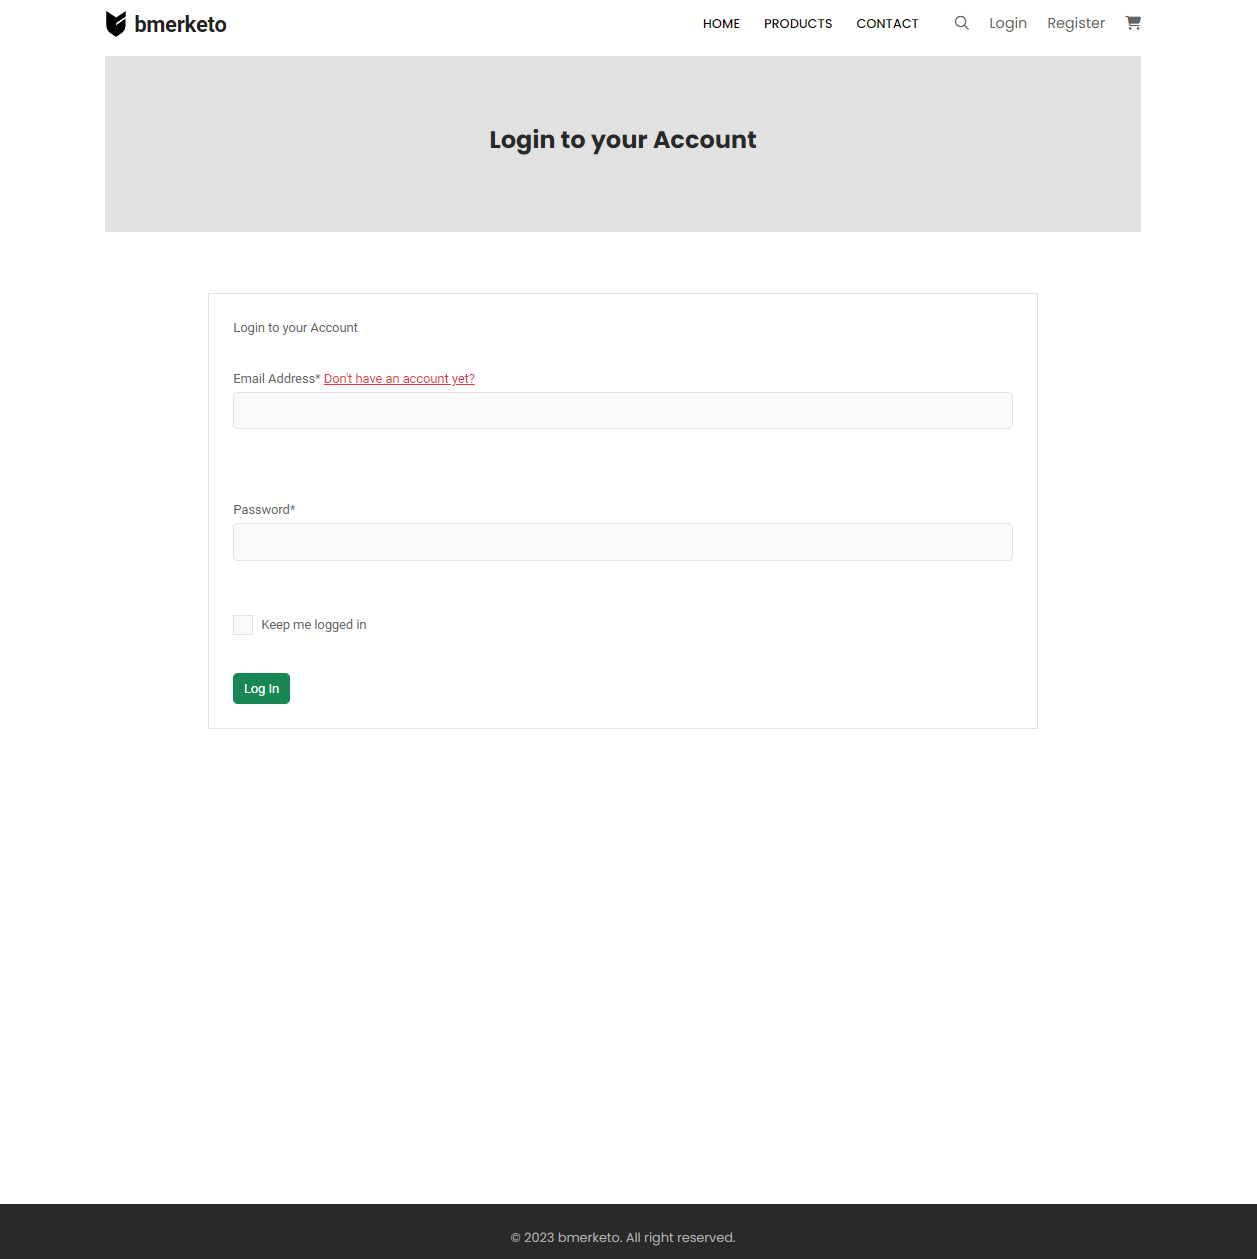 bmerketo
HOME PRODUCTS CONTACT Login Register
Login to your Account
Login to your Account
Email Address* Don't have an account yet?
Password*
Keep me logged in
Log In
© 2023 bmerketo. All right reserved.